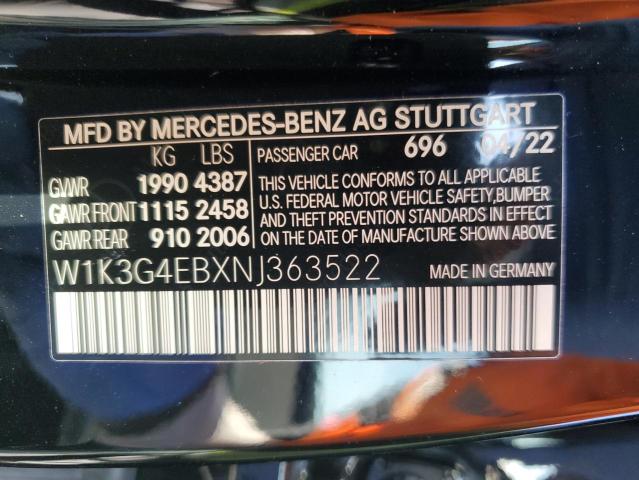 MFD BY MERCEDES-BENZ AG STUTTGART
KG LBS
GVWR 1990 4387
GAWR FRONT 1115 2458
GAWR REAR 910 2006
PASSENGER CAR 696 04/22
THIS VEHICLE CONFORMS TO ALL APPLICABLE
U.S. FEDERAL MOTOR VEHICLE SAFETY,BUMPER
AND THEFT PREVENTION STANDARDS IN EFFECT
ON THE DATE OF MANUFACTURE SHOWN ABOVE
W1K3G4EBXNJ363522
MADE IN GERMANY